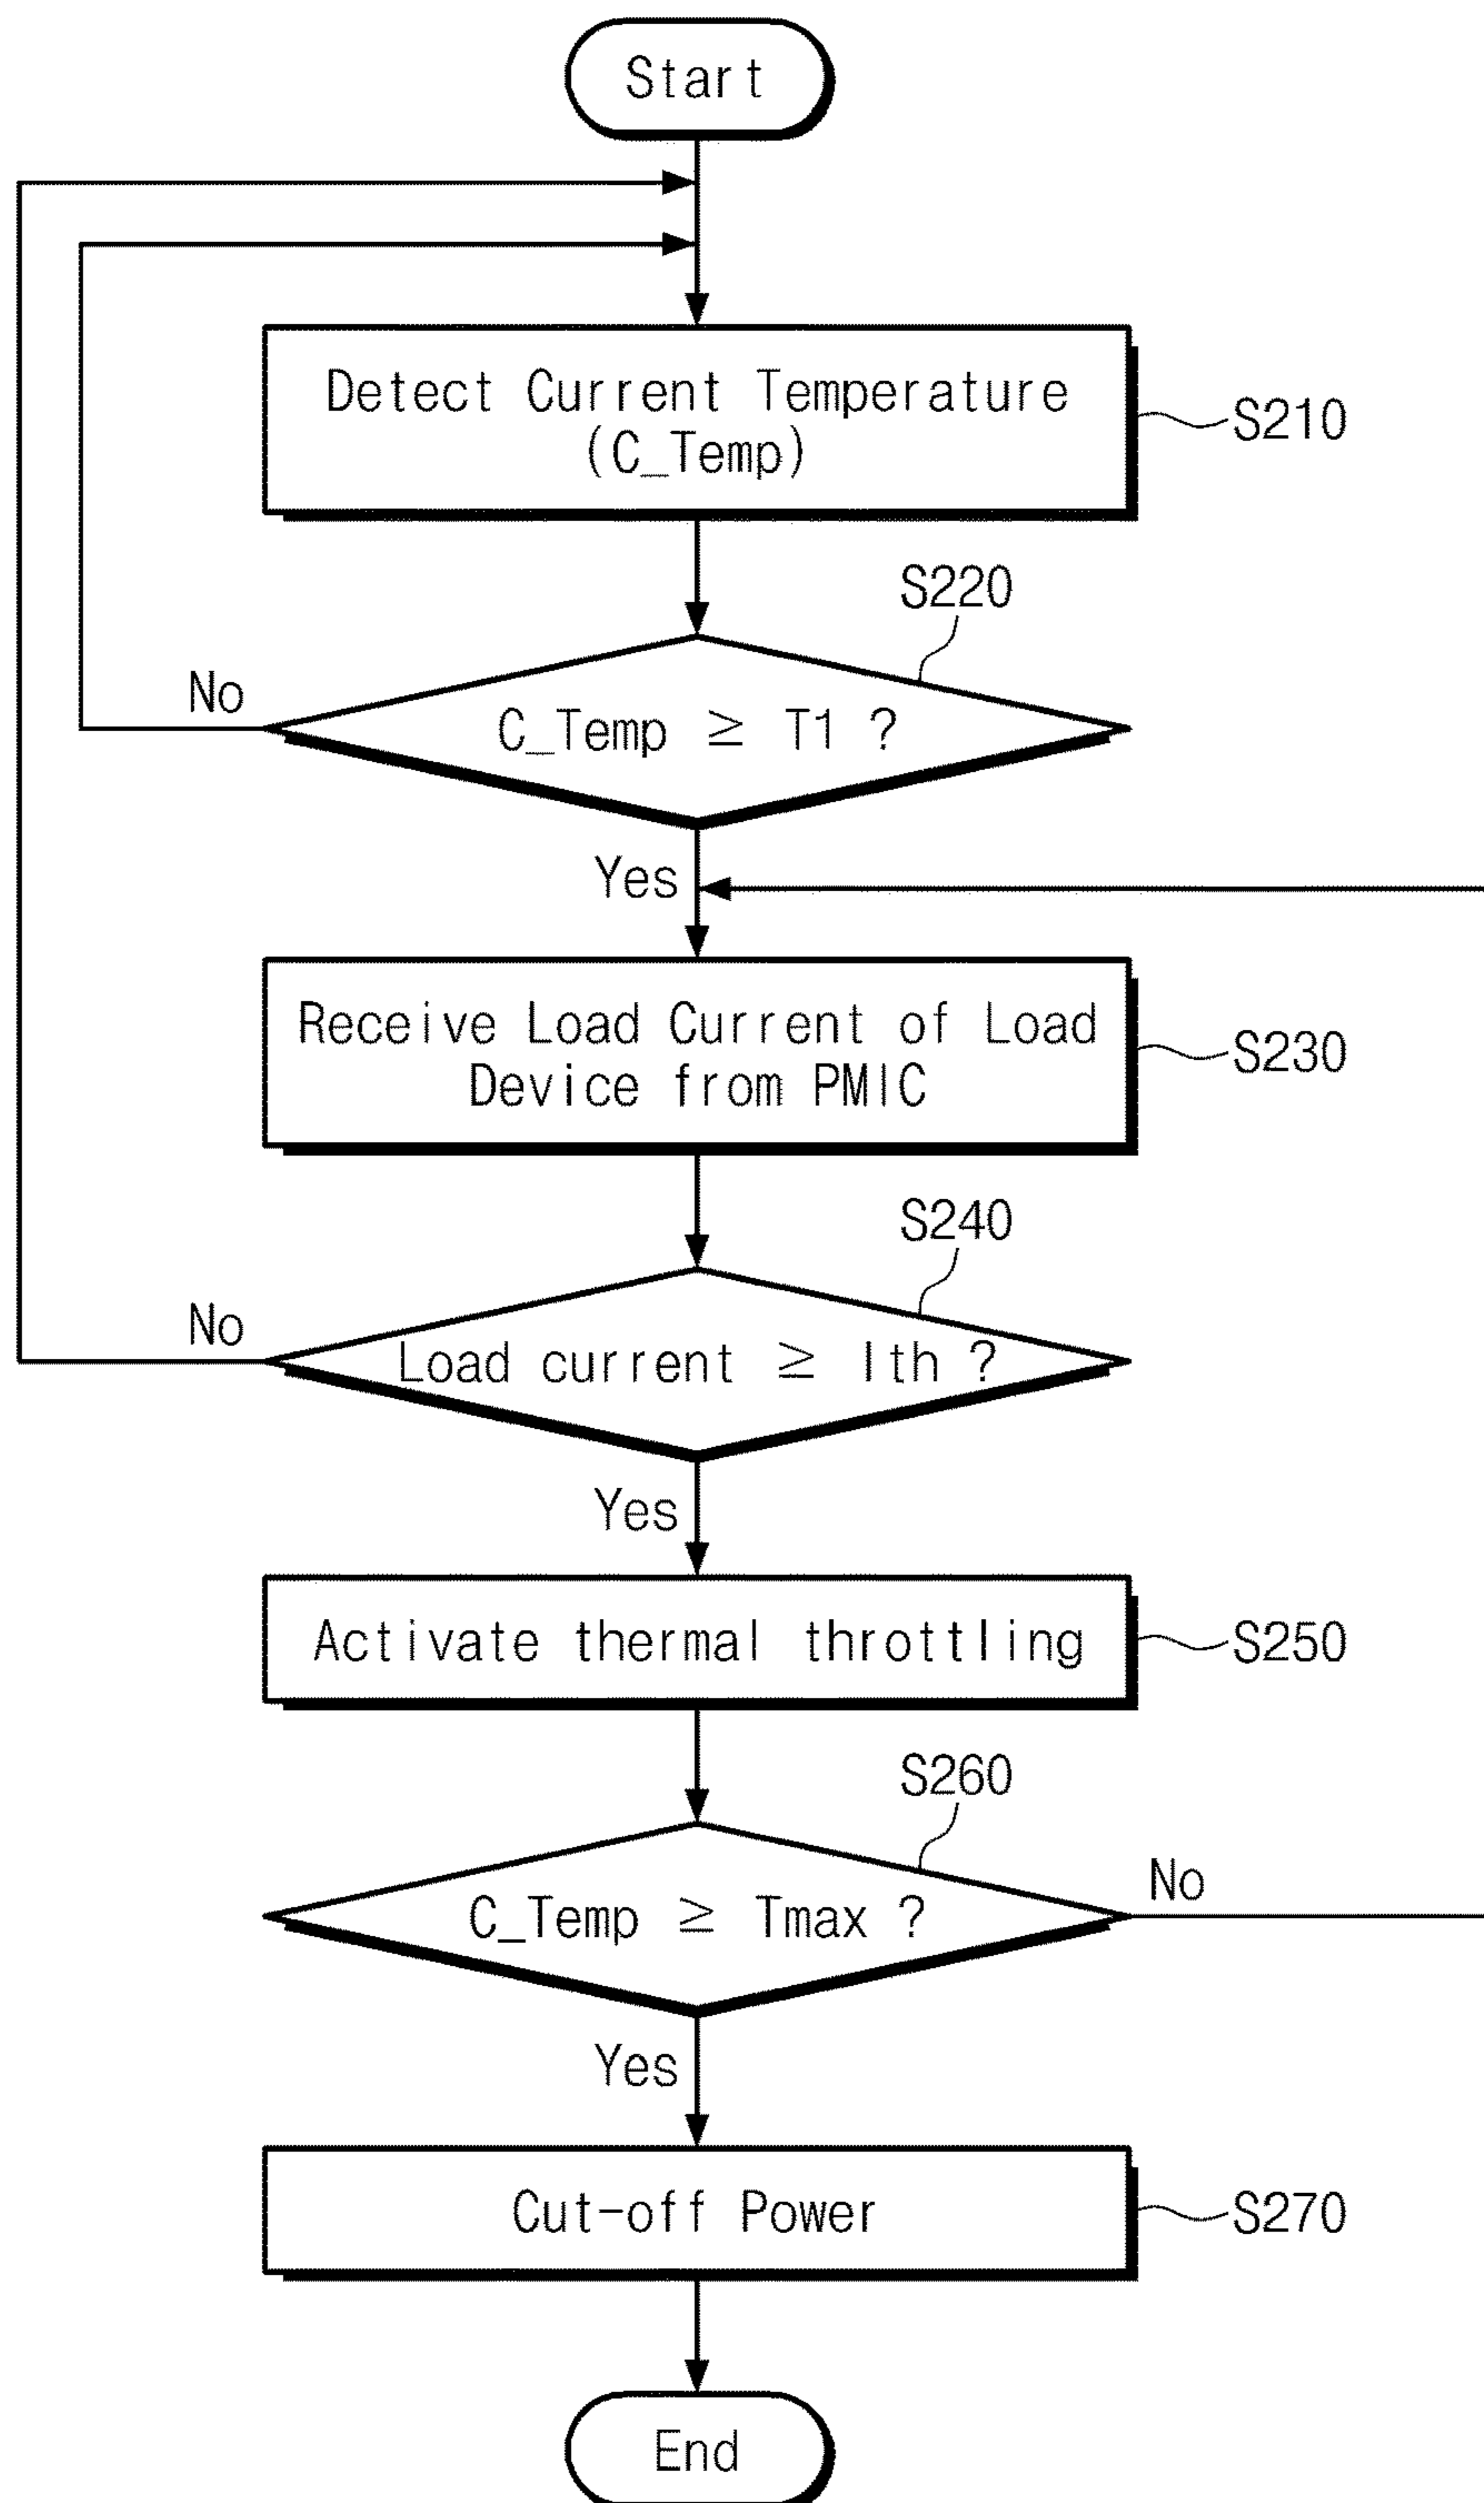 Start
Detect Current Temperature
(C_Temp)
S210
S220
No
C_Temp ≥ T1 ?
Yes
Receive Load Current of Load
Device from PMIC
S230
S240
No
Load current ≥ Ith ?
Yes
Activate thermal throttling
S250
S260
No
C_Temp ≥ Tmax ?
Yes
Cut-off Power
S270
End